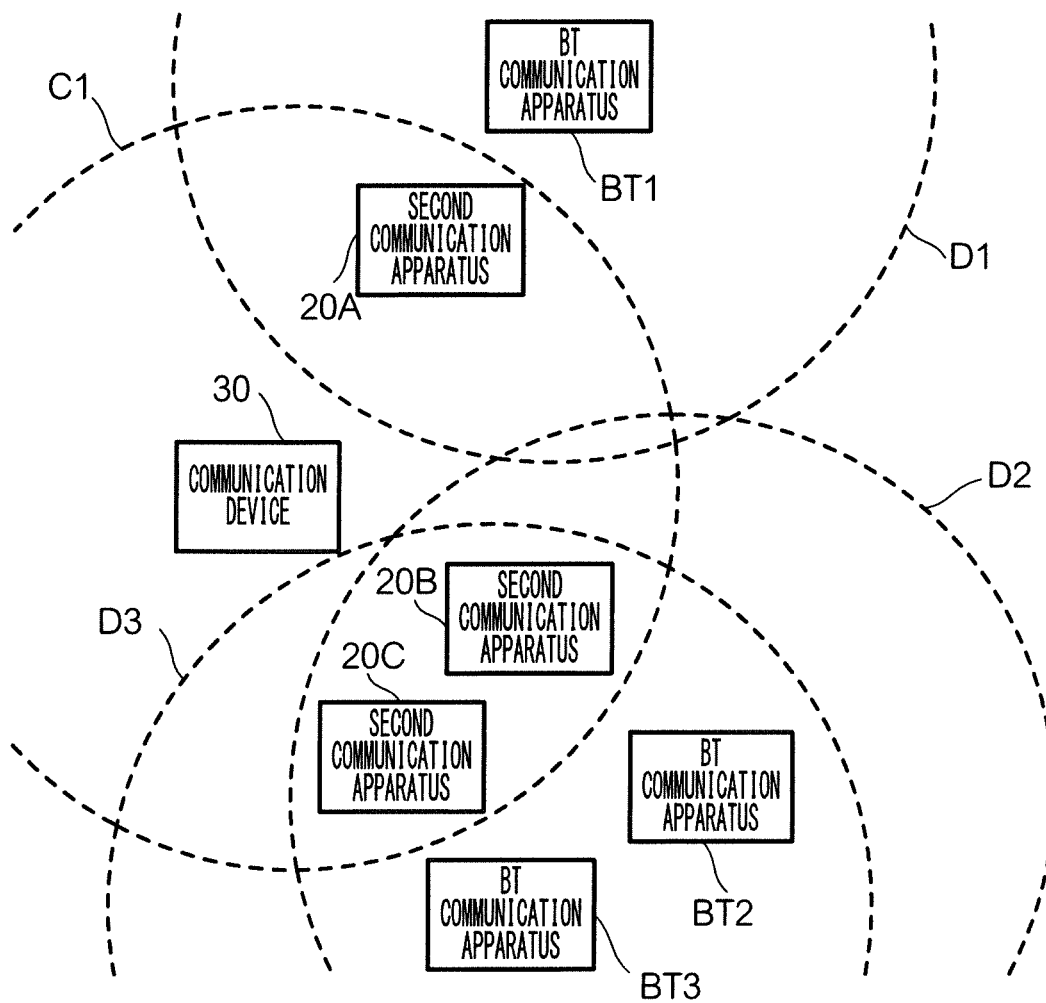 BT
COMMUNICATION
APPARATUS
C1
BT1
SECOND
COMMUNICATION
APPARATUS
20A
D1
30
COMMUNICATION
DEVICE
D2
20B
SECOND
COMMUNICATION
APPARATUS
D3
20C
SECOND
COMMUNICATION
APPARATUS
BT
COMMUNICATION
APPARATUS
BT2
BT
COMMUNICATION
APPARATUS
BT3